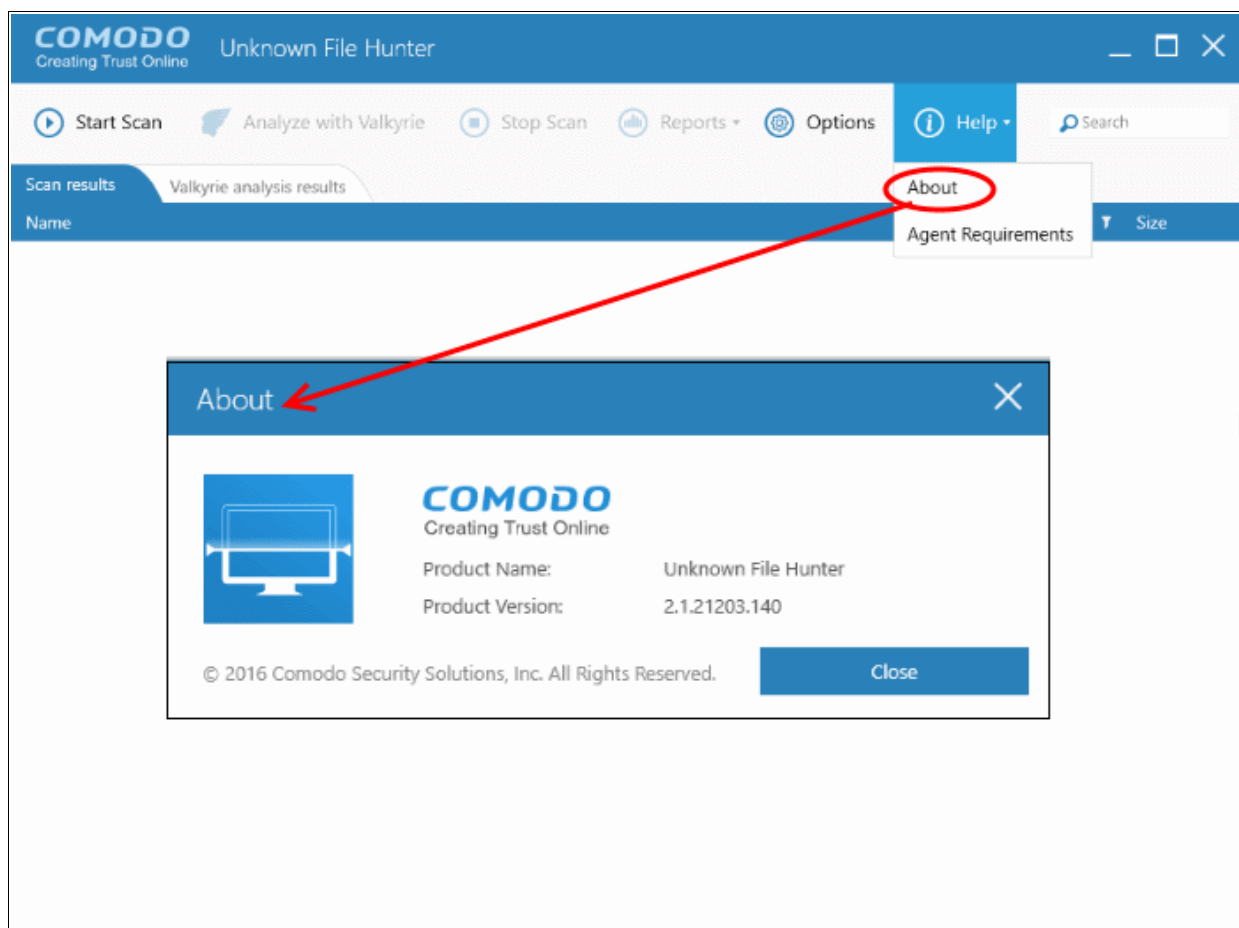 COMODO
Creating Trust Online
Unknown File Hunter
Start Scan Analyze with Valkyrie Stop Scan Reports Options Help Search
Scan results Valkyrie analysis results About
Name Size
Agent Requirements
About
COMODO
Creating Trust Online
Product Name: Unknown File Hunter
Product Version: 2.1.21203.140
© 2016 Comodo Security Solutions, Inc. All Rights Reserved. Close